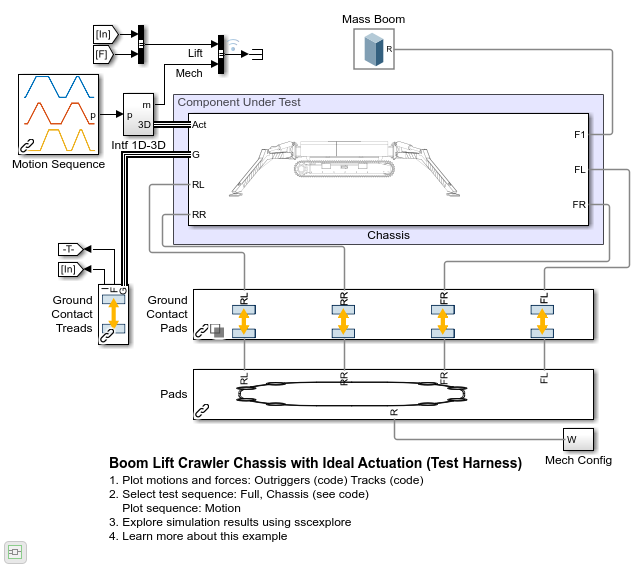 Mass Boom
R
[In]
[F]
Lift
Mech
Component Under Test
p
Motion Sequence
p
m
3D
Intf 1D-3D
Act
G
RL
RR
F1
FL
FR
Chassis
-T-
[In]
I
F
G
Ground
Contact
Treads
Ground
Contact
Pads
RL
RR
FR
FL
Pads
RL
RR
FR
FL
R
W
Mech Config
Boom Lift Crawler Chassis with Ideal Actuation (Test Harness)
1. Plot motions and forces: Outriggers (code) Tracks (code)
2. Select test sequence: Full, Chassis (see code)
Plot sequence: Motion
3. Explore simulation results using sscexplore
4. Learn more about this example